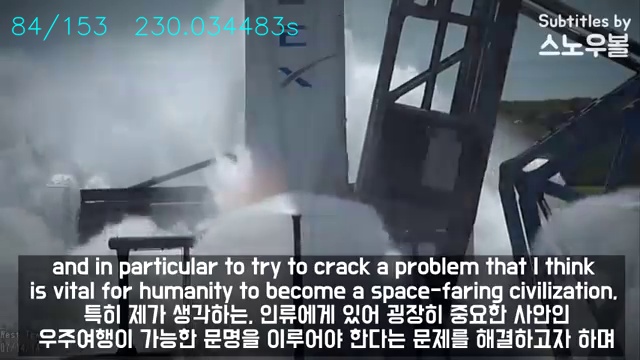 84/153 230.034483s
Subtitles by
스노우볼
EX
and in particular to try to crack a problem that I think
is vital for humanity to become a space-faring civilization,
특히 제가 생각하는, 인류에게 있어 굉장히 중요한 사안인
우주여행이 가능한 문명을 이루어야 한다는 문제를 해결하고자 하며